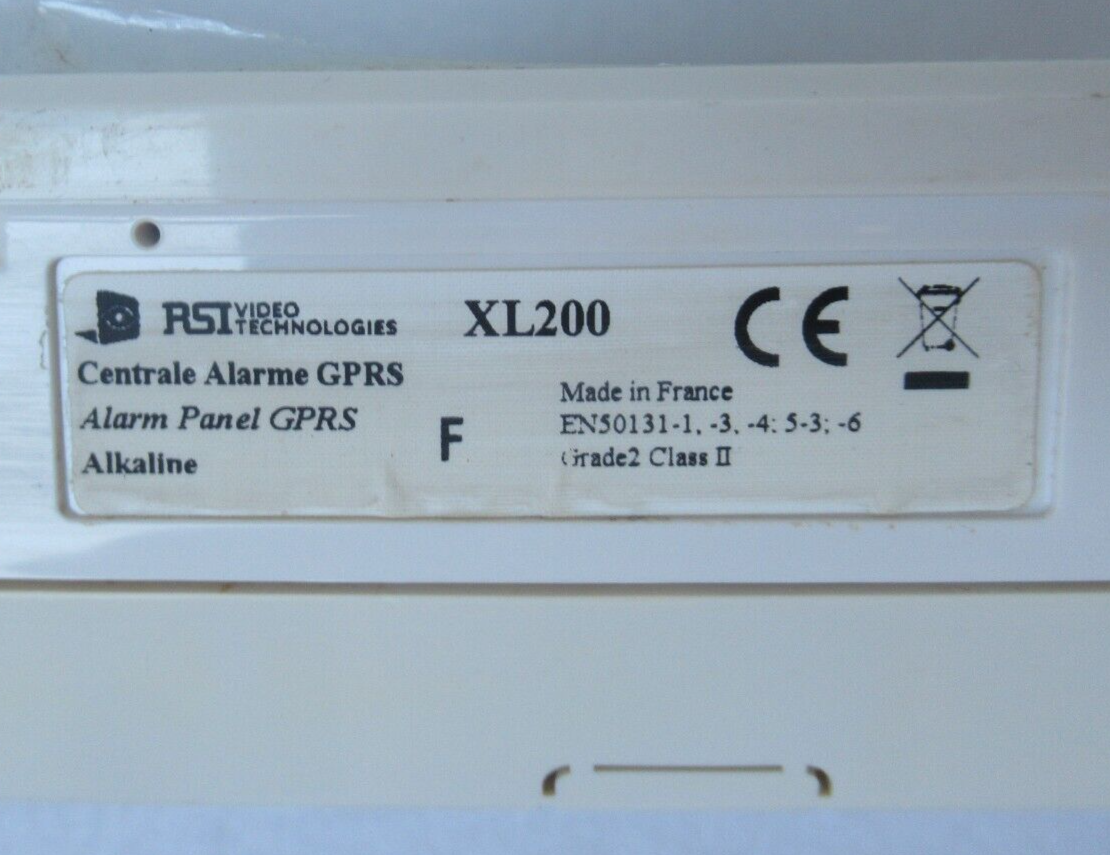 RSI VIDEO TECHNOLOGIES
XL200
CE
Centrale Alarme GPRS
Alarm Panel GPRS
Alkaline
F
Made in France
EN50131-1, -3, -4; 5-3; -6
Grade2 Class II